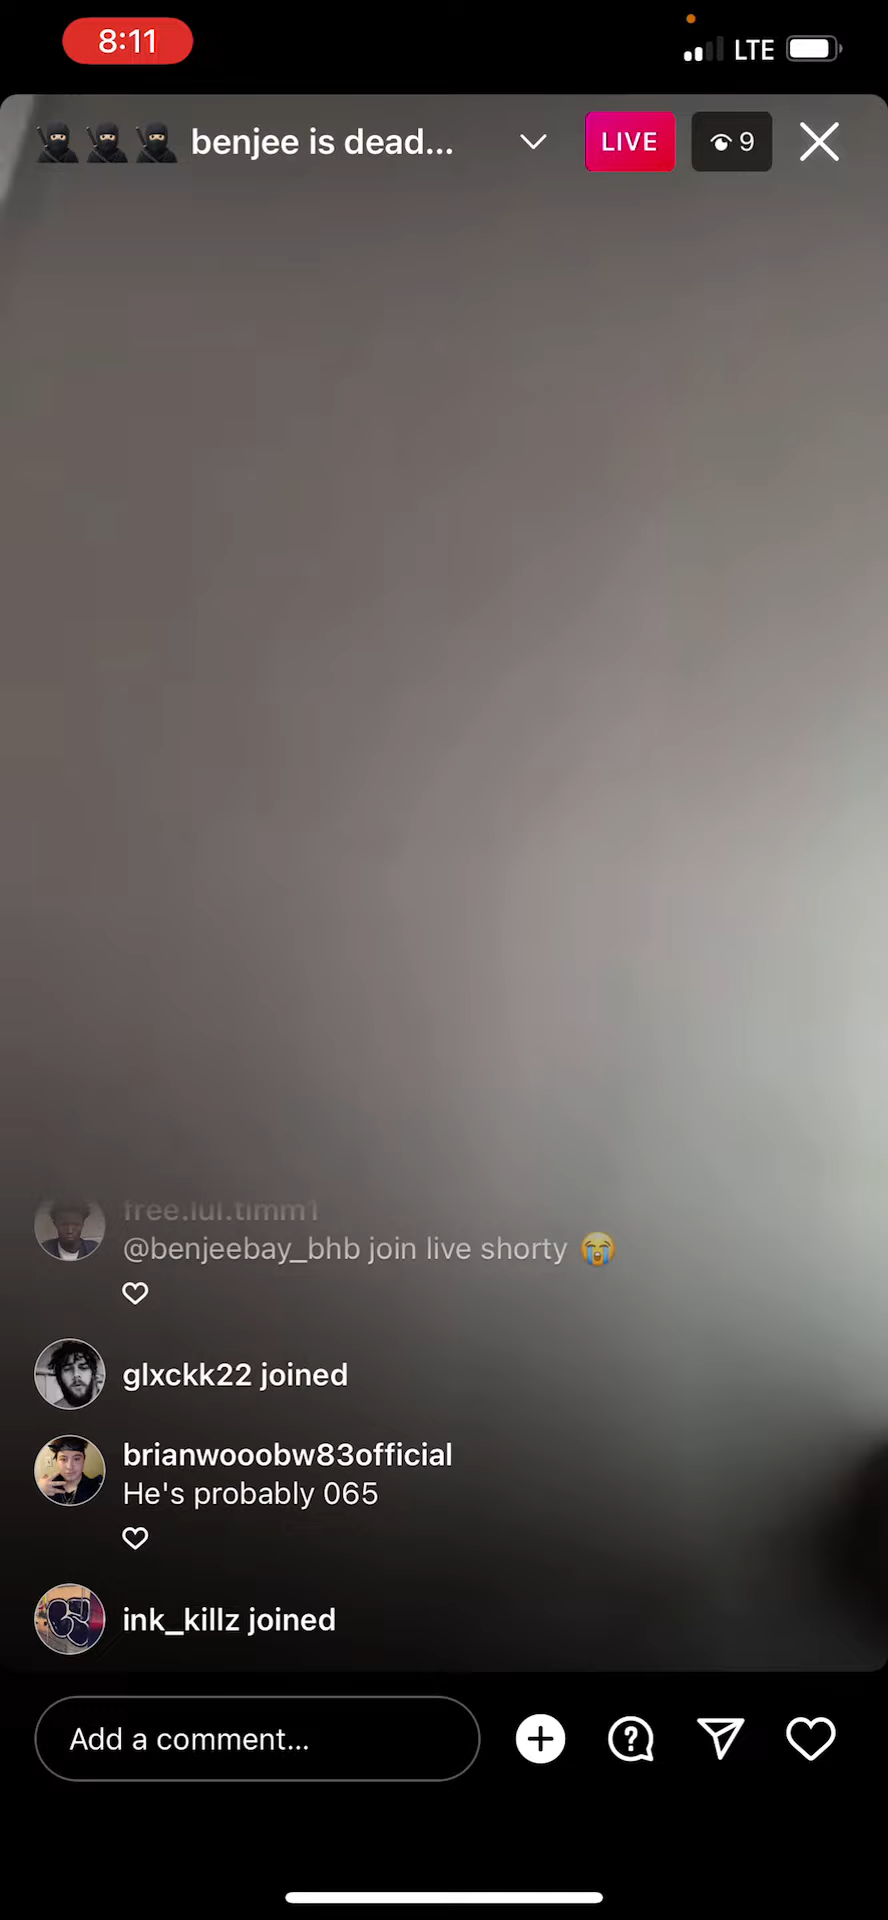 8:11
LTE
🥷🏿🥷🏿🥷🏿 benjee is dead...
LIVE
9
free.lul.timm1
@benjeebay_bhb join live shorty 😭
glxckk22 joined
brianwooobw83official
He's probably 065
ink_killz joined
Add a comment...